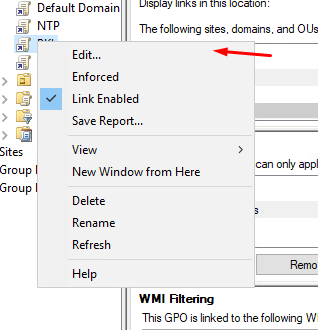 Default Domain
Display links in this location:
NTP
The following sites, domains, and OUs
Edit...
Enforced
Link Enabled
Save Report...
View
New Window from Here
Delete
Rename
Refresh
Help
Sites
Group
Group
can only appl
s
Remo
WMI Filtering
This GPO is linked to the following W